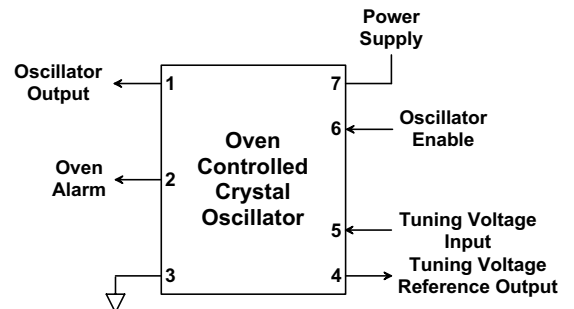 Power
Supply
Oscillator
Output
1
7
6
Oscillator
Enable
Oven
Controlled
Crystal
Oscillator
Oven
Alarm
2
5
Tuning Voltage
Input
3
4
Tuning Voltage
Reference Output